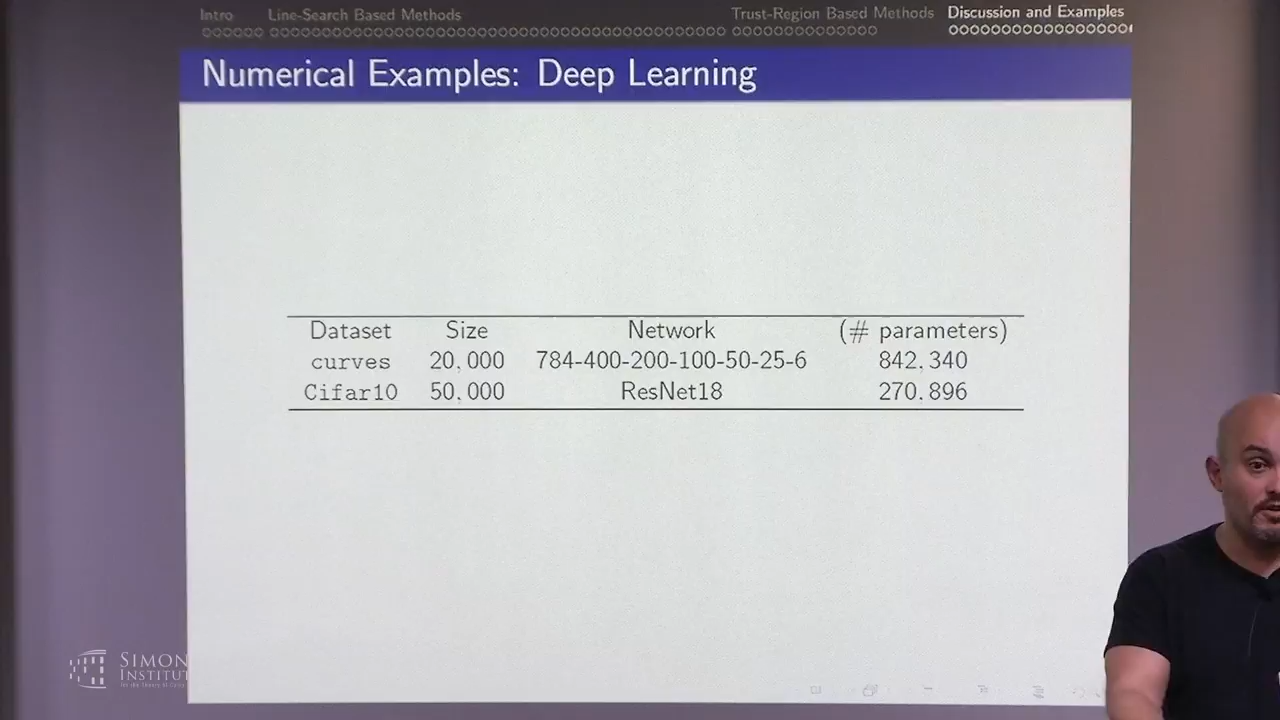 Intro Line-Search Based Methods Trust-Region Based Methods Discussion and Examples
Numerical Examples: Deep Learning
Dataset Size Network (# parameters)
curves 20,000 784-400-200-100-50-25-6 842,340
Cifar10 50,000 ResNet18 270,896
SIMON
INSTITUT